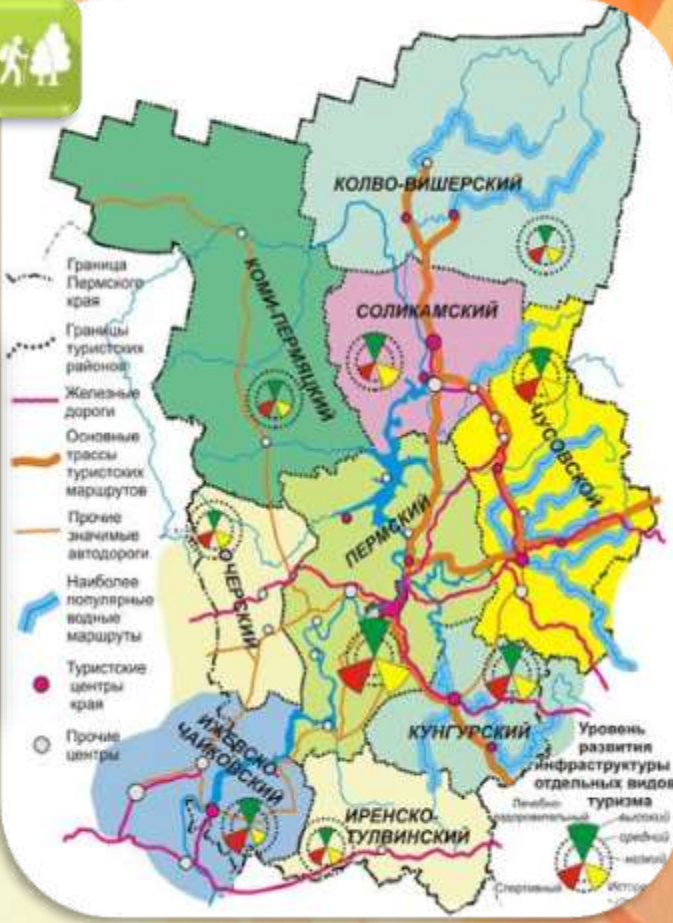 КОЛВО-ВИШЕРСКИЙ
КОМИ-ПЕРМЯЦКИЙ
СОЛИКАМСКИЙ
ЧУСОВСКОЙ
ПЕРМСКИЙ
ОЧЕРСКИЙ
КУНГУРСКИЙ
ИЖЕВСКО-
ЧАЙКОВСКИЙ
ИРЕНСКО-
ТУЛВИНСКИЙ
Граница
Пермского
края
Границы
туристских
районов
Железные
дороги
Основные
трассы
туристских
маршрутов
Прочие
значимые
автодороги
Наиболее
популярные
водные
маршруты
Туристские
центры
края
Прочие
центры
Уровень
развития
инфраструктуры
отдельных видов
туризма
Лечебно-
оздоровительный
высокий
средний
низкий
Спортивный